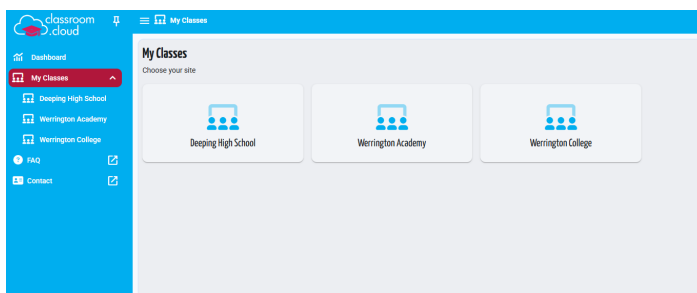 classroom
.cloud
My Classes
Dashboard
My Classes
Deeping High School
Werrington Academy
Werrington College
FAQ
Contact
My Classes
Choose your site
Deeping High School
Werrington Academy
Werrington College